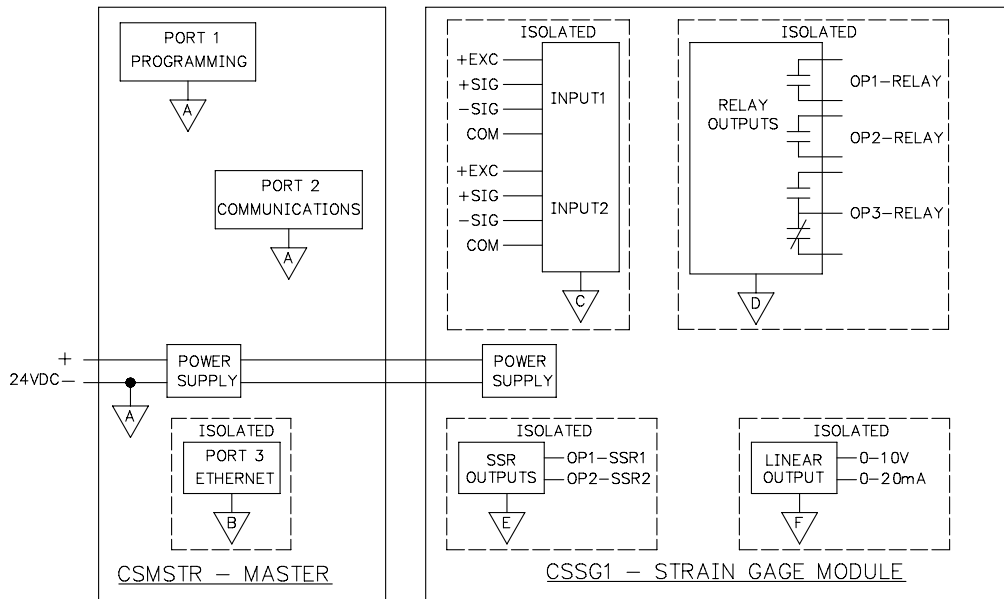 PORT 1
PROGRAMMING
A
PORT 2
COMMUNICATIONS
A
+
24VDC−
A
POWER
SUPPLY
ISOLATED
PORT 3
ETHERNET
B
CSMSTR − MASTER
ISOLATED
+EXC
+SIG
−SIG
COM
INPUT1
+EXC
+SIG
−SIG
COM
INPUT2
C
ISOLATED
RELAY
OUTPUTS
OP1−RELAY
OP2−RELAY
OP3−RELAY
D
POWER
SUPPLY
ISOLATED
SSR
OUTPUTS
OP1−SSR1
OP2−SSR2
E
ISOLATED
LINEAR
OUTPUT
0−10V
0−20mA
F
CSSG1 − STRAIN GAGE MODULE